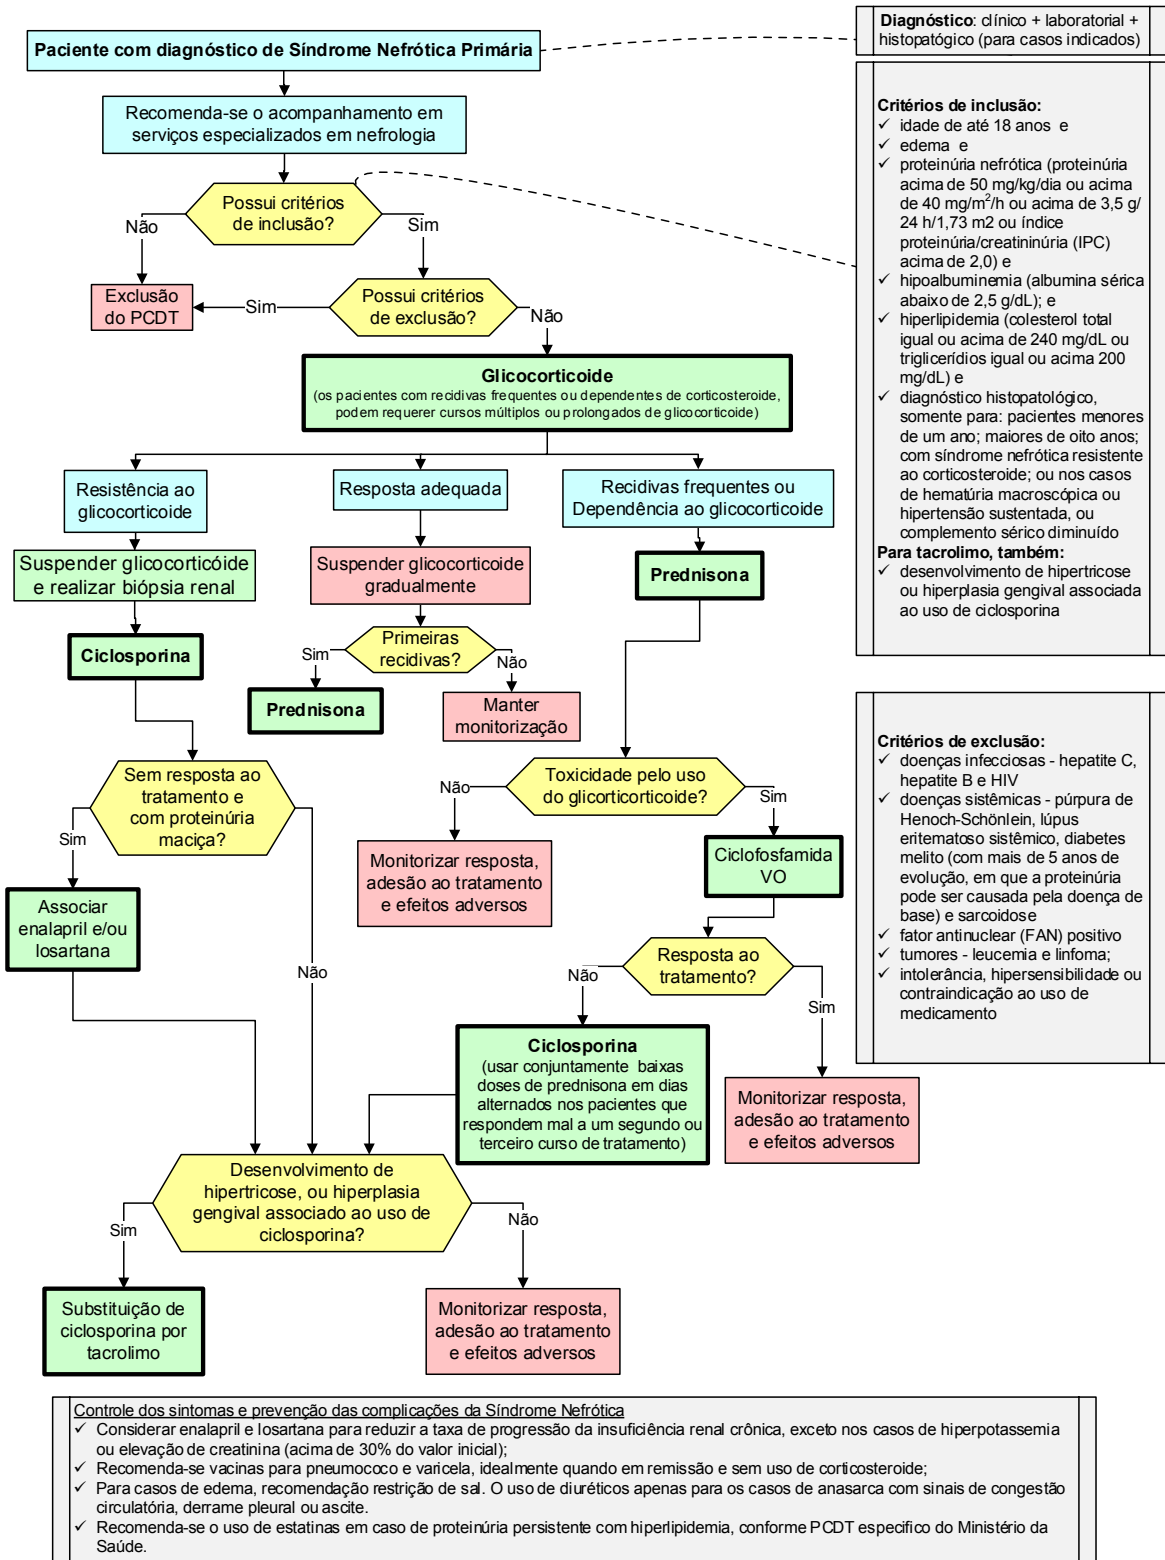 Paciente com diagnóstico de Síndrome Nefrótica Primária
Diagnóstico: clínico + laboratorial +
histopatógico (para casos indicados)
Recomenda-se o acompanhamento em
serviços especializados em nefrologia
Critérios de inclusão:
✓ idade de até 18 anos e
✓ edema e
✓ proteinúria nefrótica (proteinúria
acima de 50 mg/kg/dia ou acima
de 40 mg/m²/h ou acima de 3,5 g/
24 h/1,73 m2 ou índice
proteinúria/creatininúria (IPC)
acima de 2,0) e
✓ hipoalbuminemia (albumina sérica
abaixo de 2,5 g/dL); e
✓ hiperlipidemia (colesterol total
igual ou acima de 240 mg/dL ou
triglicerídios igual ou acima 200
mg/dL) e
✓ diagnóstico histopatológico,
somente para: pacientes menores
de um ano; maiores de oito anos;
com síndrome nefrótica resistente
ao corticosteroide; ou nos casos
de hematúria macroscópica ou
hipertensão sustentada, ou
complemento sérico diminuído
Para tacrolimo, também:
✓ desenvolvimento de hipertricose
ou hiperplasia gengival associada
ao uso de ciclosporina
Possui critérios
de inclusão?
Não
Sim
Exclusão
do PCDT
Sim
Possui critérios
de exclusão?
Não
Glicocorticoide
(os pacientes com recidivas frequentes ou dependentes de corticosteroide,
podem requerer cursos múltiplos ou prolongados de glicocorticoide)
Resistência ao
glicocorticoide
Resposta adequada
Recidivas frequentes ou
Dependência ao glicocorticoide
Suspender glicocorticóide
e realizar biópsia renal
Suspender glicocorticoide
gradualmente
Prednisona
Ciclosporina
Primeiras
recidivas?
Sim
Não
Prednisona
Manter
monitorização
Critérios de exclusão:
✓ doenças infecciosas - hepatite C,
hepatite B e HIV
✓ doenças sistêmicas - púrpura de
Henoch-Schönlein, lúpus
eritematoso sistêmico, diabetes
melito (com mais de 5 anos de
evolução, em que a proteinúria
pode ser causada pela doença de
base) e sarcoidose
✓ fator antinuclear (FAN) positivo
✓ tumores - leucemia e linfoma;
✓ intolerância, hipersensibilidade ou
contraindicação ao uso de
medicamento
Sem resposta ao
tratamento e
com proteinúria
maciça?
Sim
Não
Toxicidade pelo uso
do glicorticorticoide?
Não
Sim
Monitorizar resposta,
adesão ao tratamento
e efeitos adversos
Ciclofosfamida
VO
Associar
enalapril e/ou
losartana
Resposta ao
tratamento?
Não
Sim
Ciclosporina
(usar conjuntamente baixas
doses de prednisona em dias
alternados nos pacientes que
respondem mal a um segundo ou
terceiro curso de tratamento)
Monitorizar resposta,
adesão ao tratamento
e efeitos adversos
Desenvolvimento de
hipertricose, ou hiperplasia
gengival associado ao uso de
ciclosporina?
Sim
Não
Substituição de
ciclosporina por
tacrolimo
Monitorizar resposta,
adesão ao tratamento
e efeitos adversos
Controle dos sintomas e prevenção das complicações da Síndrome Nefrótica
✓ Considerar enalapril e losartana para reduzir a taxa de progressão da insuficiência renal crônica, exceto nos casos de hiperpotassemia
ou elevação de creatinina (acima de 30% do valor inicial);
✓ Recomenda-se vacinas para pneumococo e varicela, idealmente quando em remissão e sem uso de corticosteroide;
✓ Para casos de edema, recomendação restrição de sal. O uso de diuréticos apenas para os casos de anasarca com sinais de congestão
circulatória, derrame pleural ou ascite.
✓ Recomenda-se o uso de estatinas em caso de proteinúria persistente com hiperlipidemia, conforme PCDT especifico do Ministério da
Saúde.